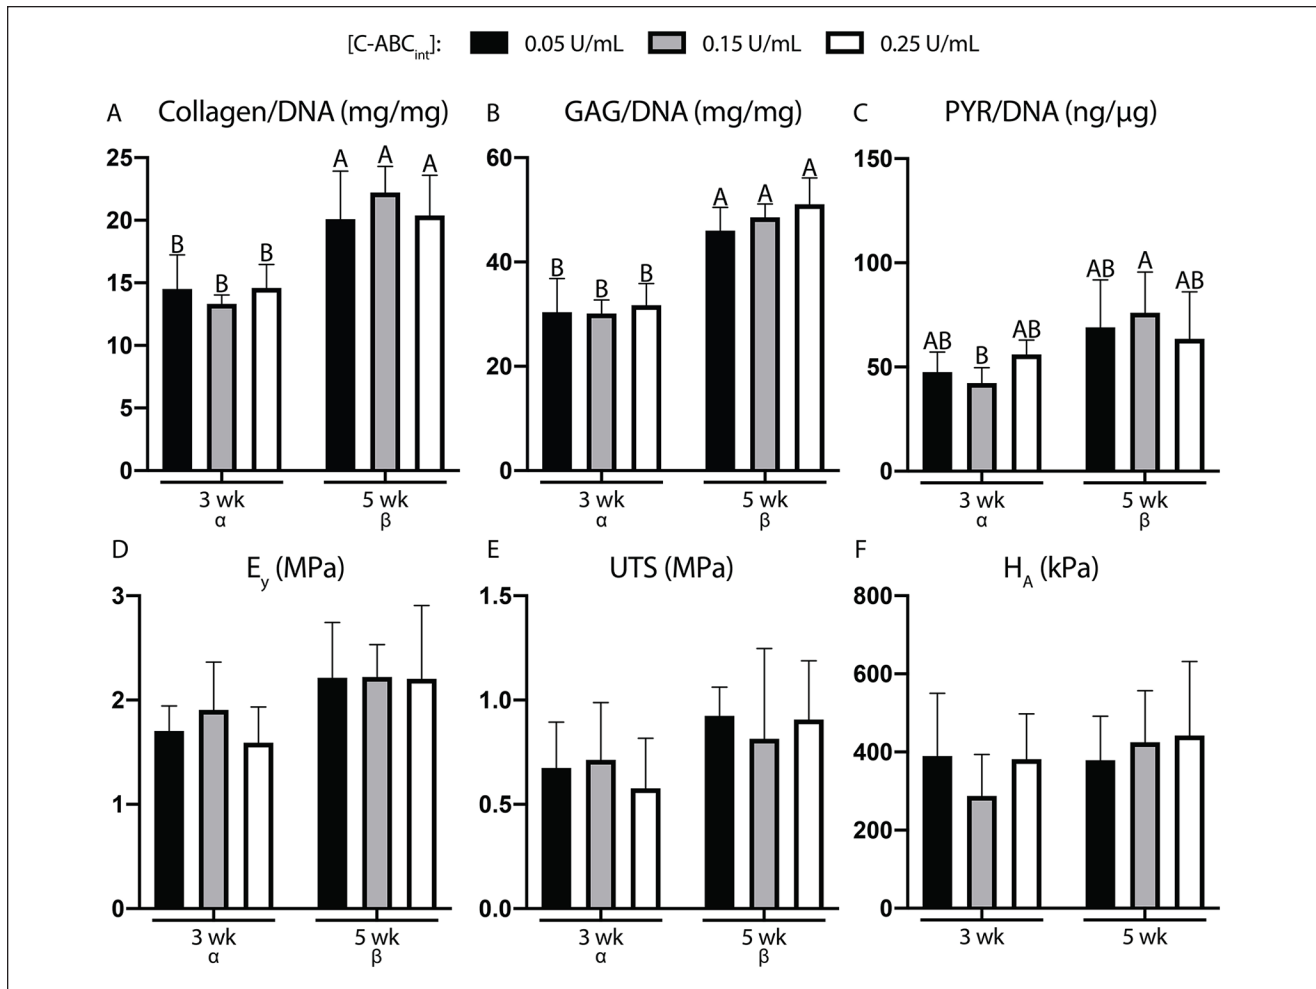 [C-ABCint]: 0.05 U/mL 0.15 U/mL 0.25 U/mL
A Collagen/DNA (mg/mg)
25
20
15
10
5
0
B B B A A A
3 wk 5 wk
α β
B GAG/DNA (mg/mg)
60
40
20
0
B B B A A A
3 wk 5 wk
α β
C PYR/DNA (ng/μg)
150
100
50
0
AB B AB AB A AB
3 wk 5 wk
α β
D Ey (MPa)
3
2
1
0
3 wk 5 wk
α β
E UTS (MPa)
1.5
1.0
0.5
0.0
3 wk 5 wk
α β
F HA (kPa)
800
600
400
200
0
3 wk 5 wk